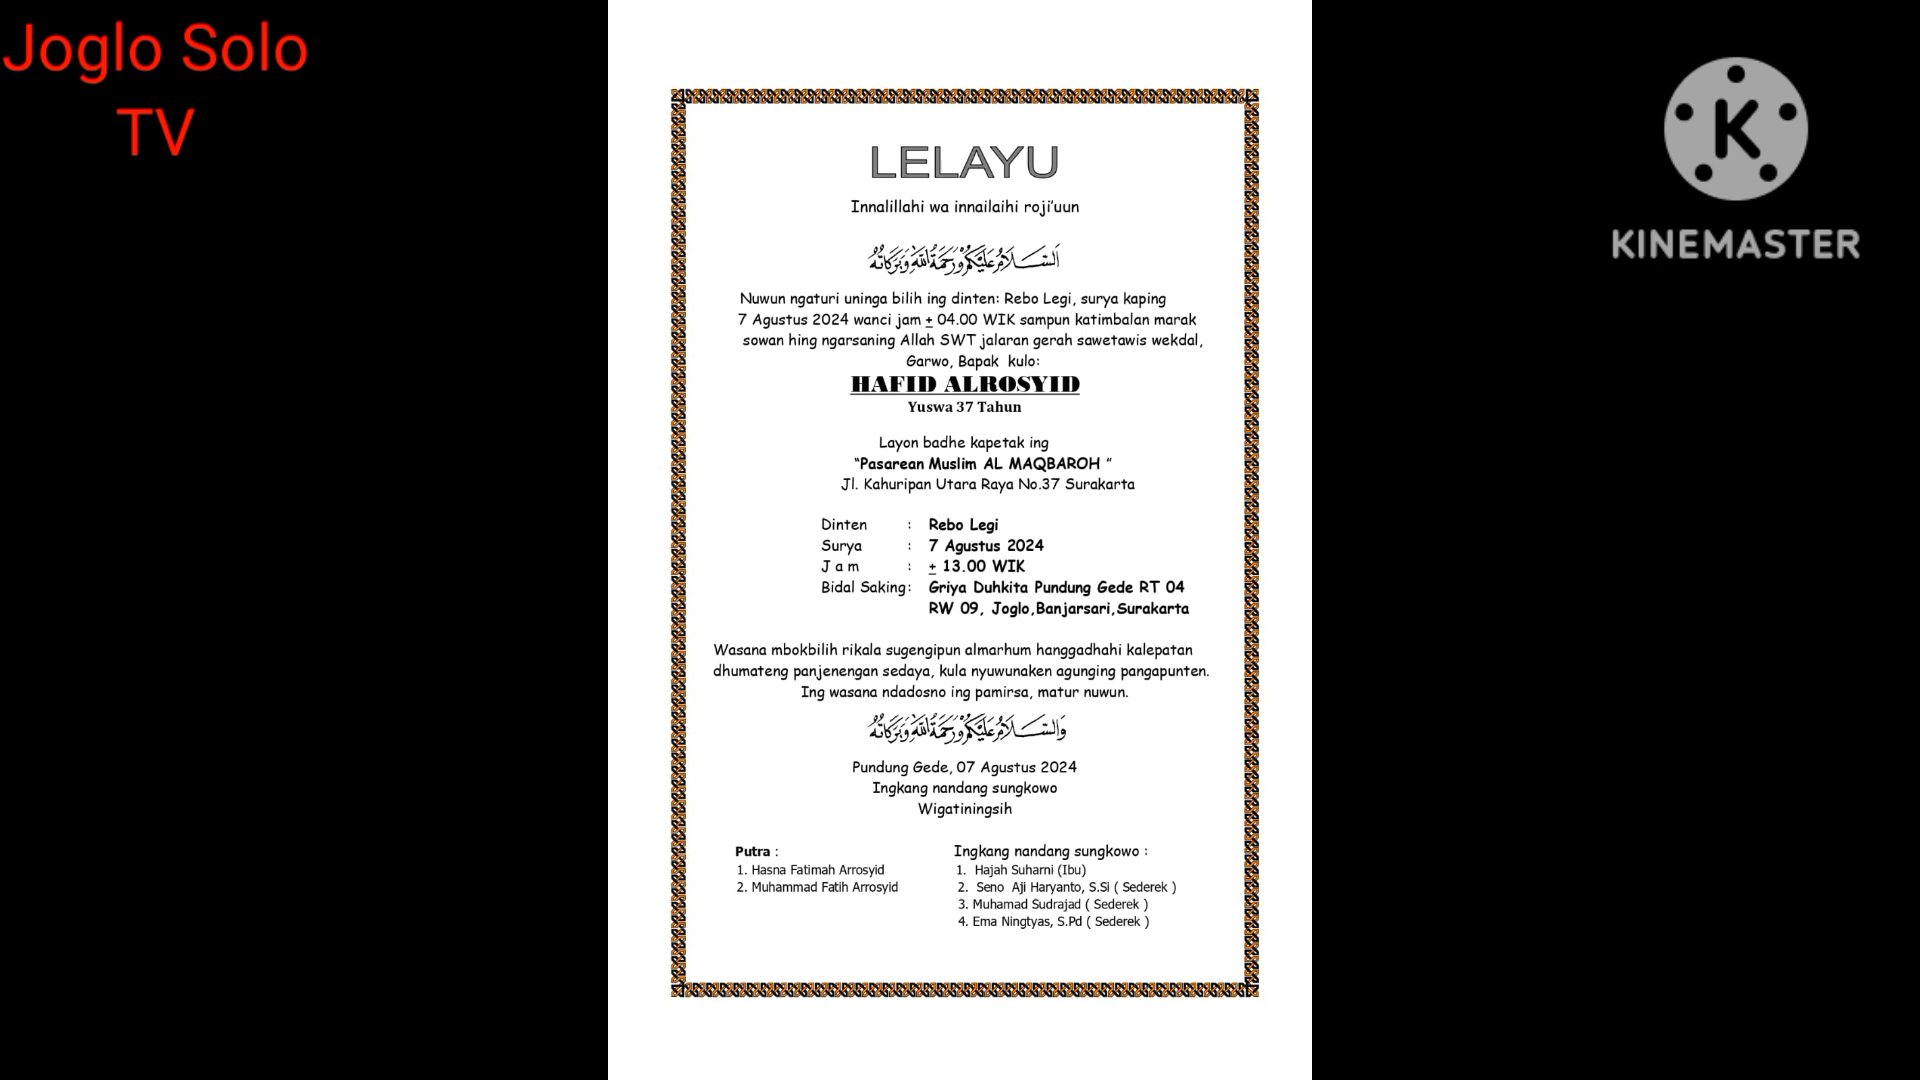 Joglo Solo
TV
KINEMASTER
LELAYU
Innalillahi wa innailaihi roji'uun
اَلسَّلَامُ عَلَيْكُمْ وَرَحْمَةُ اللهِ وَبَرَكَاتُهُ
Nuwun ngaturi uninga bilih ing dinten: Rebo Legi, surya kaping
7 Agustus 2024 wanci jam ± 04.00 WIK sampun katimbalan marak
sowan hing ngarsaning Allah SWT jalaran gerah sawetawis wekdal,
Garwo, Bapak kulo:
HAFID ALROSYID
Yuswa 37 Tahun
Layon badhe kapetak ing
"Pasarean Muslim AL MAQBAROH "
Jl. Kahuripan Utara Raya No.37 Surakarta
Dinten : Rebo Legi
Surya : 7 Agustus 2024
J a m : ± 13.00 WIK
Bidal Saking : Griya Duhkita Pundung Gede RT 04
RW 09, Joglo,Banjarsari,Surakarta
Wasana mbokbilih rikala sugengipun almarhum hanggadhahi kalepatan
dhumateng panjenengan sedaya, kula nyuwunaken agunging pangapunten.
Ing wasana ndadosno ing pamirsa, matur nuwun.
وَالسَّلَامُ عَلَيْكُمْ وَرَحْمَةُ اللهِ وَبَرَكَاتُهُ
Pundung Gede, 07 Agustus 2024
Ingkang nandang sungkowo
Wigatiningsih
Putra :
1. Hasna Fatimah Arrosyid
2. Muhammad Fatih Arrosyid
Ingkang nandang sungkowo :
1. Hajah Suharni (Ibu)
2. Seno Aji Haryanto, S.Si ( Sederek )
3. Muhamad Sudrajad ( Sederek )
4. Ema Ningtyas, S.Pd ( Sederek )